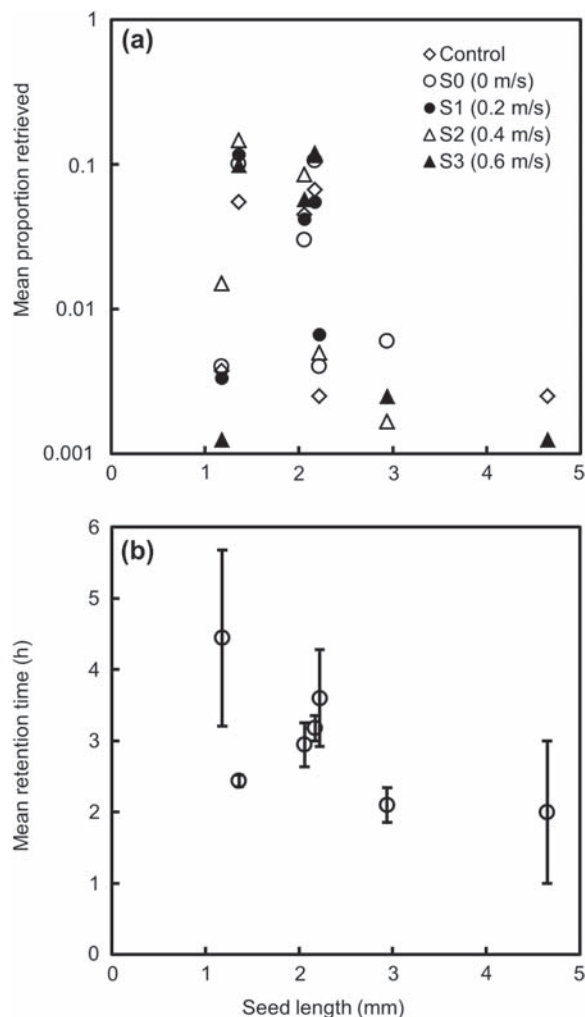 (a)
Control
S0 (0 m/s)
S1 (0.2 m/s)
S2 (0.4 m/s)
S3 (0.6 m/s)
Mean proportion retrieved
1
0.1
0.01
0.001
0 1 2 3 4 5
(b)
Mean retention time (h)
6
5
4
3
2
1
0
0 1 2 3 4 5
Seed length (mm)